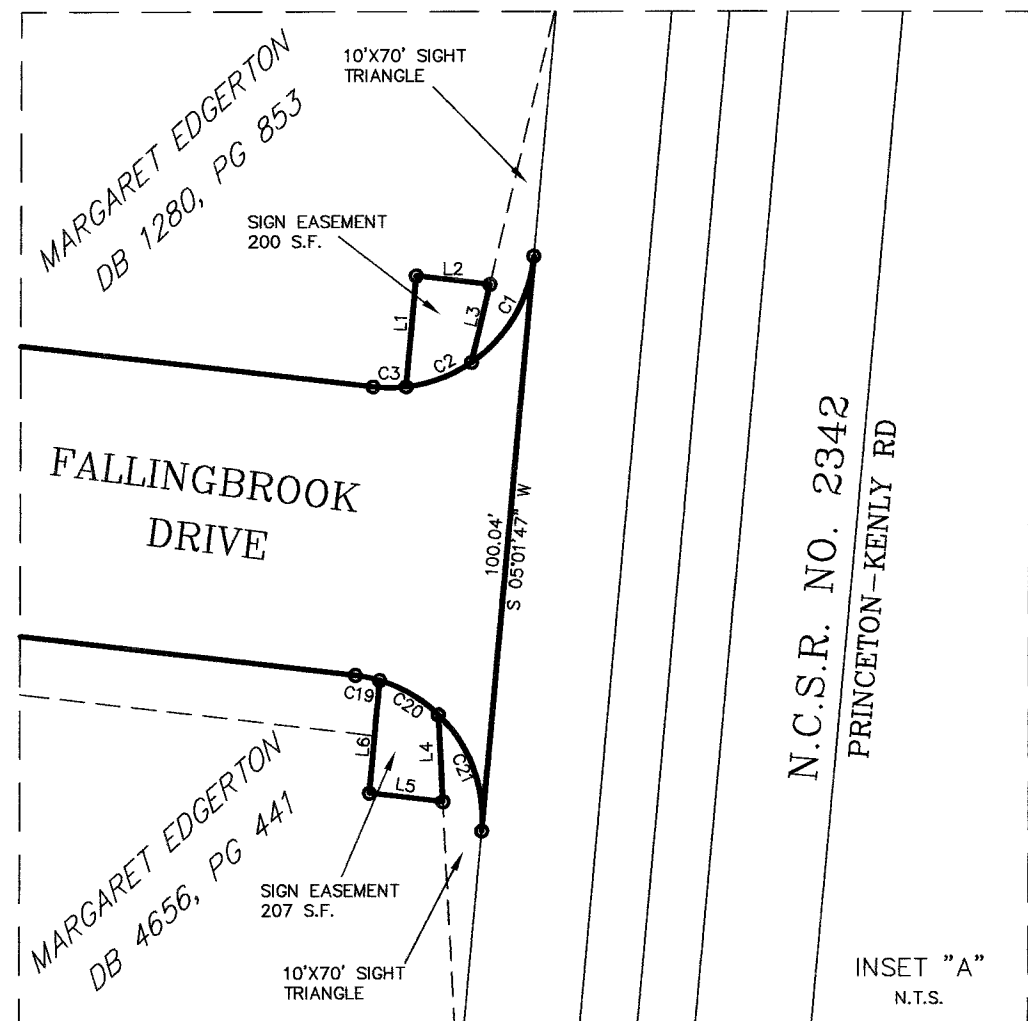 10'X70' SIGHT
TRIANGLE
MARGARET EDGERTON
DB 1280, PG 853
SIGN EASEMENT
200 S.F.
L2
L1
L3
C1
C2
C3
FALLINGBROOK
DRIVE
100.04'
S 05°01'47" W
N.C.S.R. NO. 2342
PRINCETON-KENLY RD
C19
C20
L6
L4
C21
L5
MARGARET EDGERTON
DB 4656, PG 441
SIGN EASEMENT
207 S.F.
10'X70' SIGHT
TRIANGLE
INSET "A"
N.T.S.